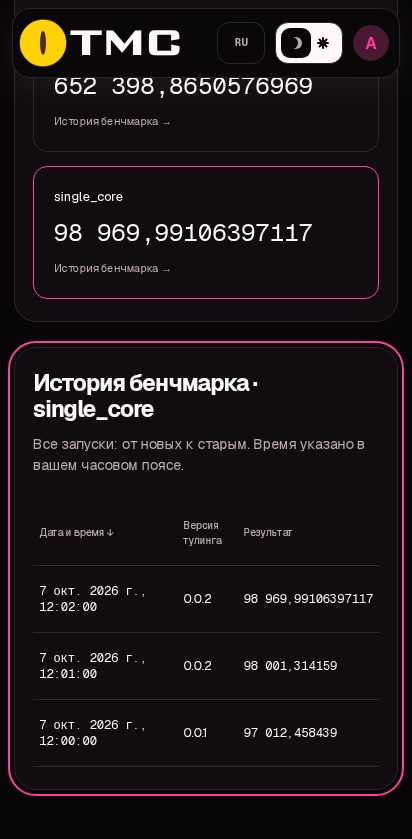 TMC
RU
A
652 398,8650576969
История бенчмарка →
single_core
98 969,99106397117
История бенчмарка →
История бенчмарка ·
single_core
Все запуски: от новых к старым. Время указано в
вашем часовом поясе.
Дата и время ↓
Версия
тулинга
Результат
7 окт. 2026 г.,
12:02:00
0.0.2
98 969,99106397117
7 окт. 2026 г.,
12:01:00
0.0.2
98 001,314159
7 окт. 2026 г.,
12:00:00
0.0.1
97 012,458439